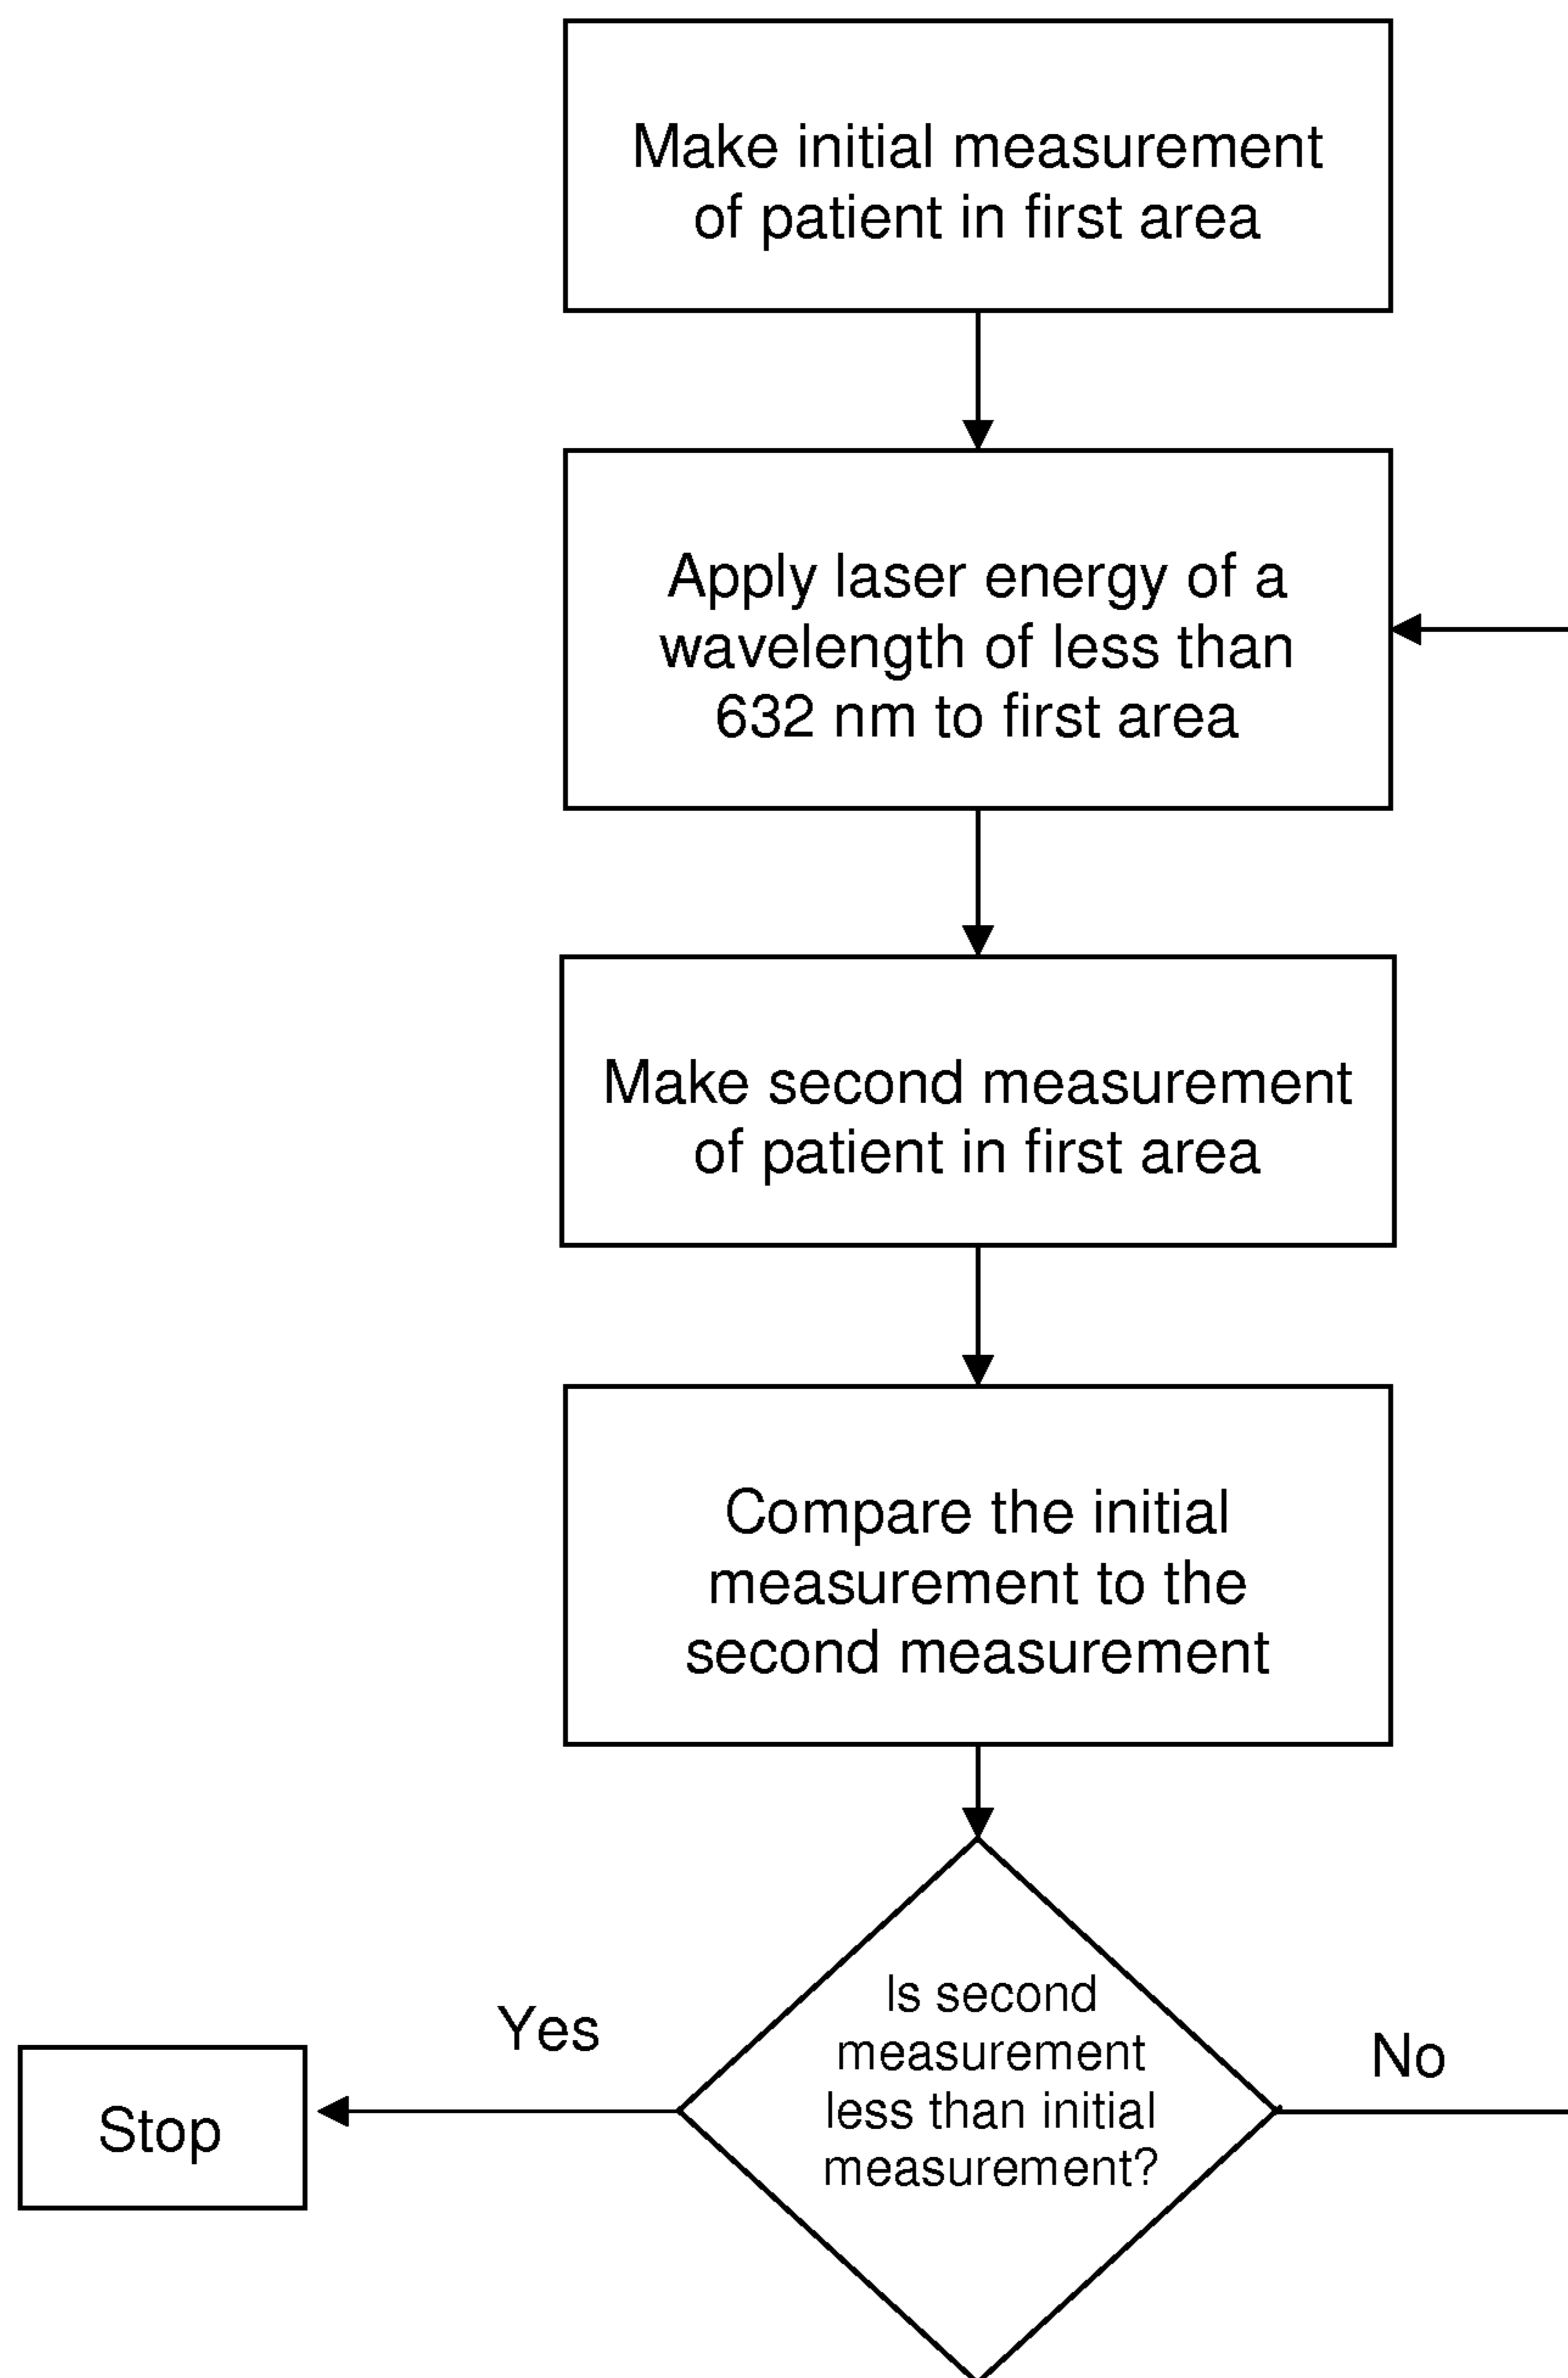 Make initial measurement
of patient in first area
Apply laser energy of a
wavelength of less than
632 nm to first area
Make second measurement
of patient in first area
Compare the initial
measurement to the
second measurement
Is second
measurement
less than initial
measurement?
Yes
No
Stop